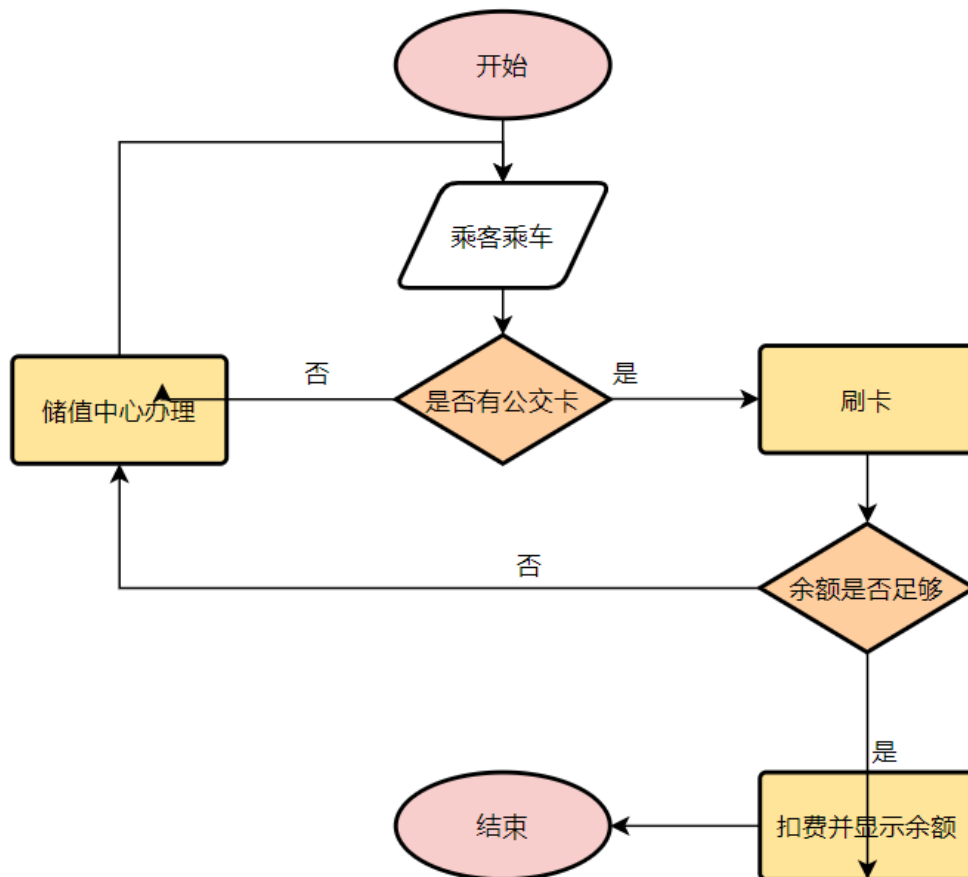 开始
乘客乘车
否
是
储值中心办理
是否有公交卡
刷卡
否
余额是否足够
是
结束
扣费并显示余额